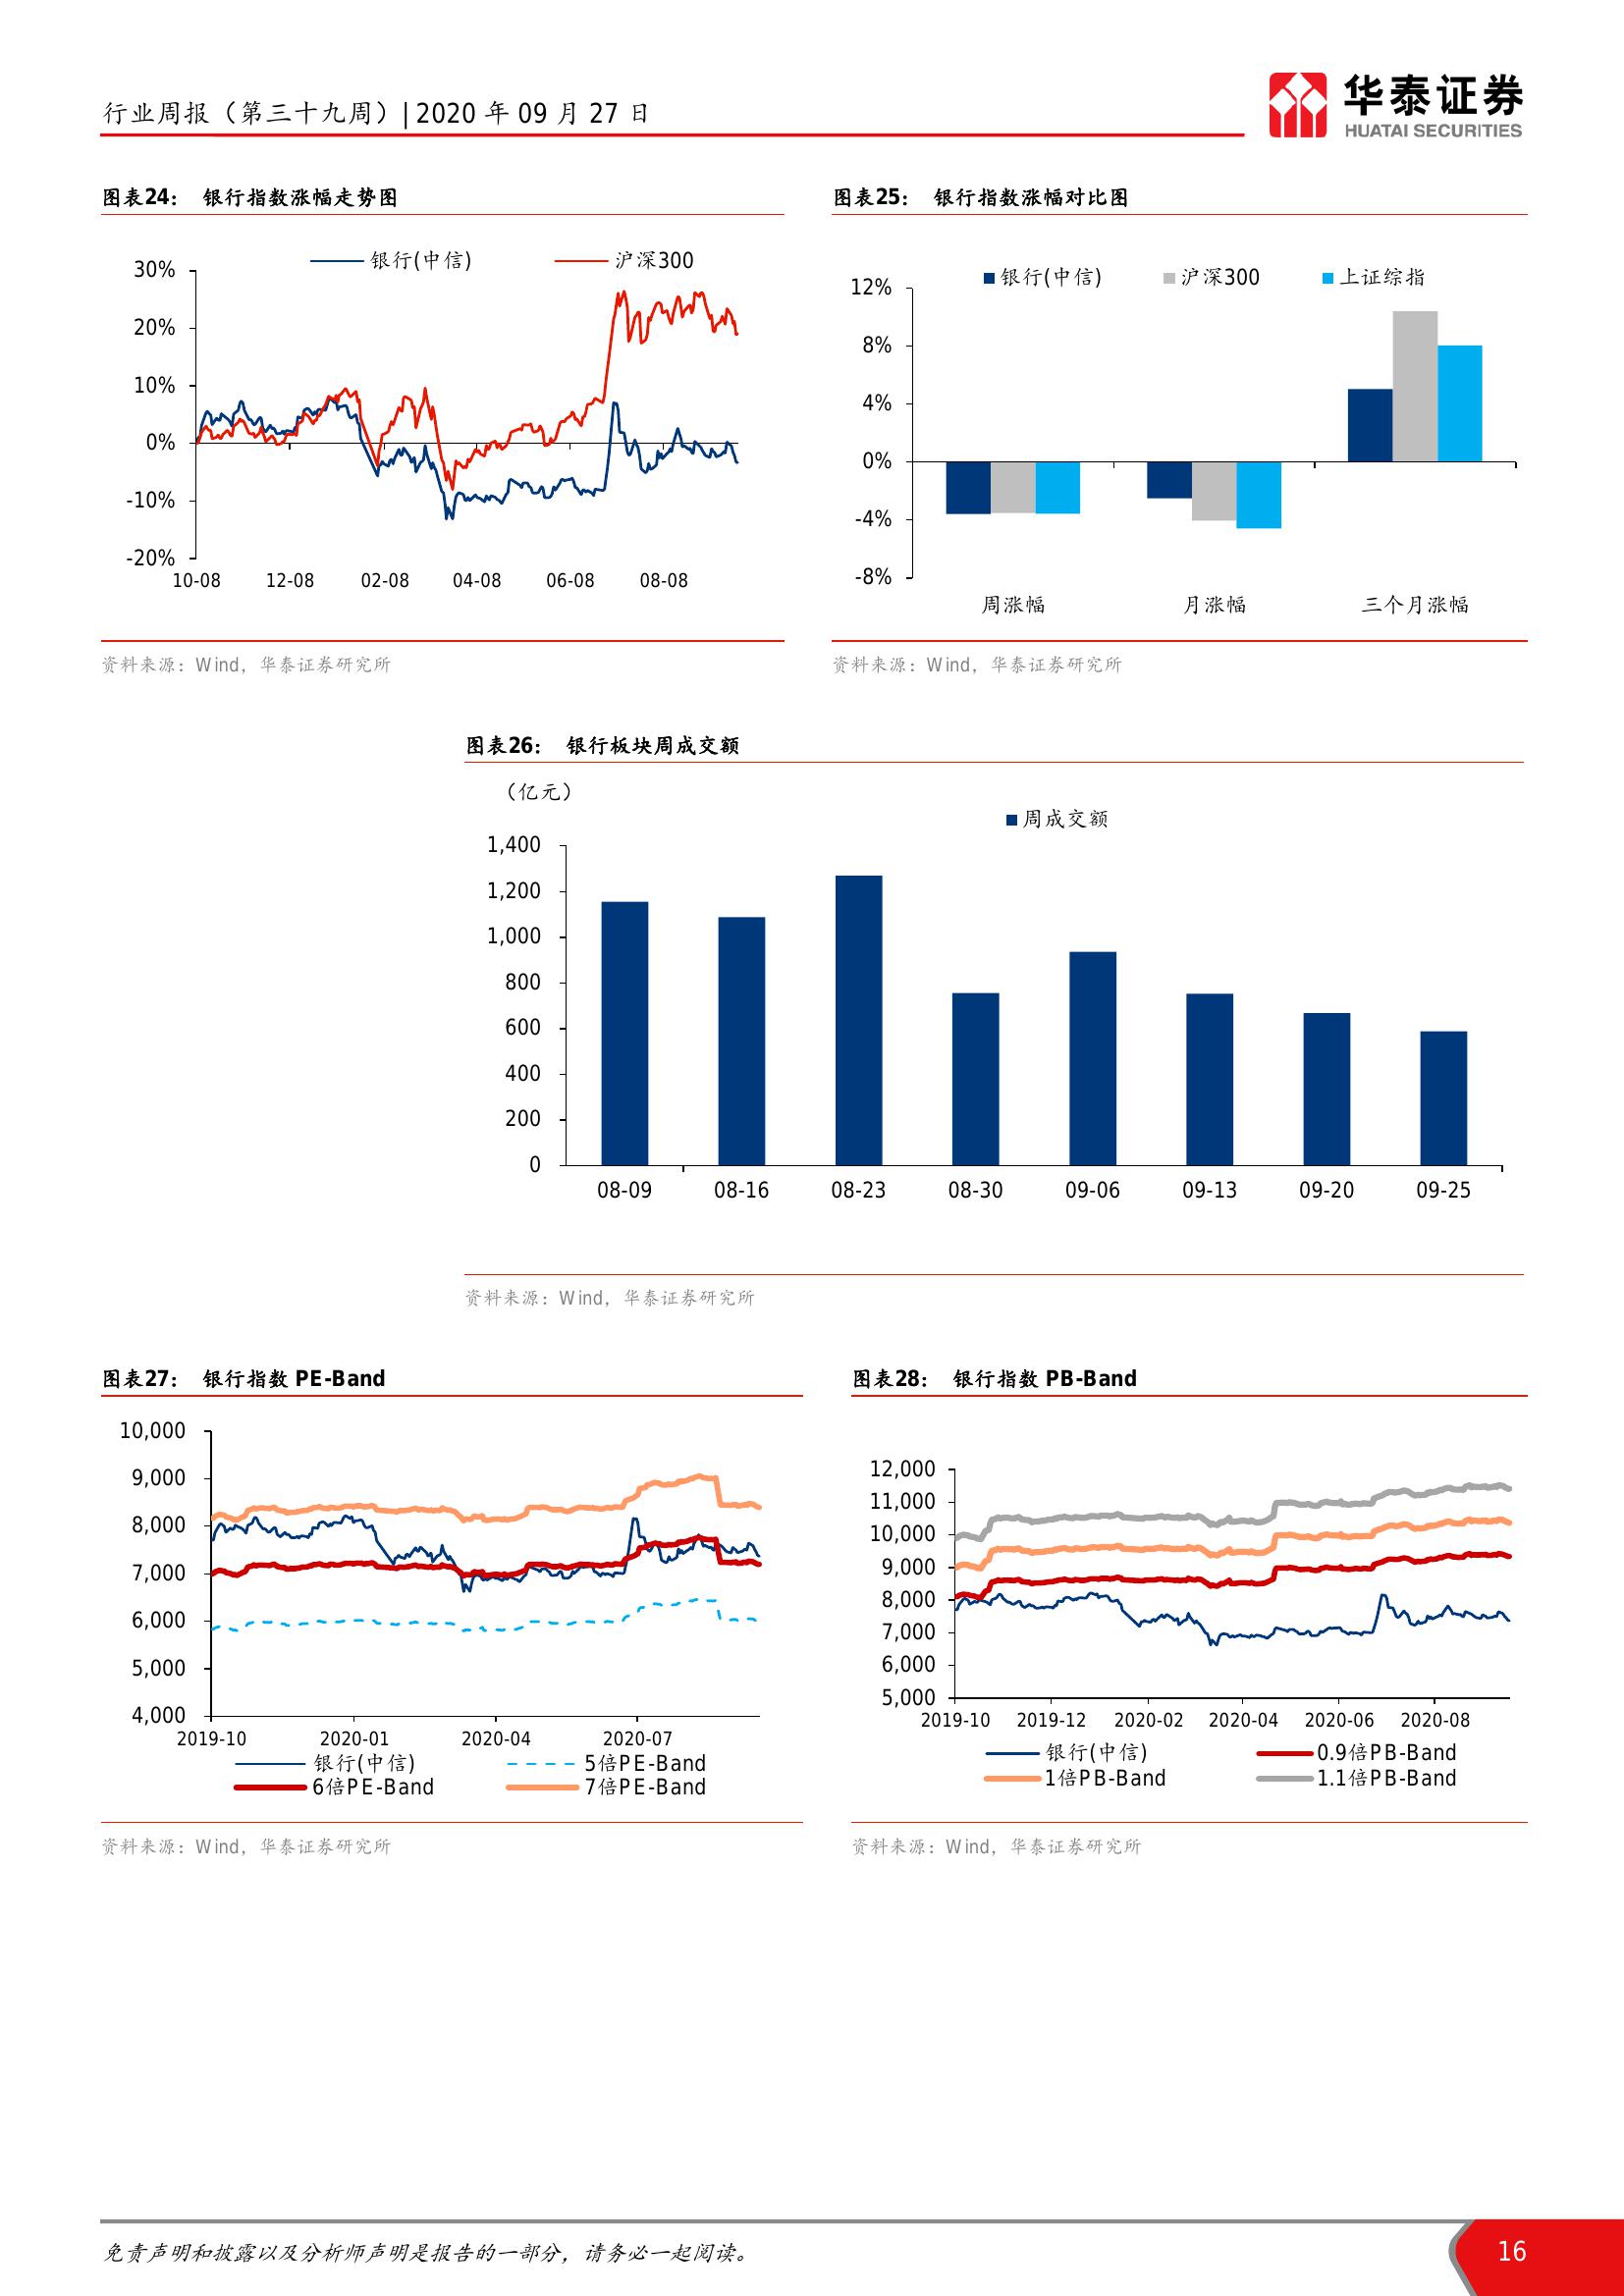 行业周报（第三十九周）| 2020 年 09 月 27 日
华泰证券
HUATAI SECURITIES
图表24： 银行指数涨幅走势图
银行(中信) 沪深300
30%
20%
10%
0%
-10%
-20%
10-08 12-08 02-08 04-08 06-08 08-08
资料来源：Wind，华泰证券研究所
图表25： 银行指数涨幅对比图
银行(中信) 沪深300 上证综指
12%
8%
4%
0%
-4%
-8%
周涨幅 月涨幅 三个月涨幅
资料来源：Wind，华泰证券研究所
图表26： 银行板块周成交额
（亿元）
周成交额
1,400
1,200
1,000
800
600
400
200
0
08-09 08-16 08-23 08-30 09-06 09-13 09-20 09-25
资料来源：Wind，华泰证券研究所
图表27： 银行指数 PE-Band
10,000
9,000
8,000
7,000
6,000
5,000
4,000
2019-10 2020-01 2020-04 2020-07
银行(中信) 5倍PE-Band
6倍PE-Band 7倍PE-Band
资料来源：Wind，华泰证券研究所
图表28： 银行指数 PB-Band
12,000
11,000
10,000
9,000
8,000
7,000
6,000
5,000
2019-10 2019-12 2020-02 2020-04 2020-06 2020-08
银行(中信) 0.9倍PB-Band
1倍PB-Band 1.1倍PB-Band
资料来源：Wind，华泰证券研究所
免责声明和披露以及分析师声明是报告的一部分，请务必一起阅读。
16